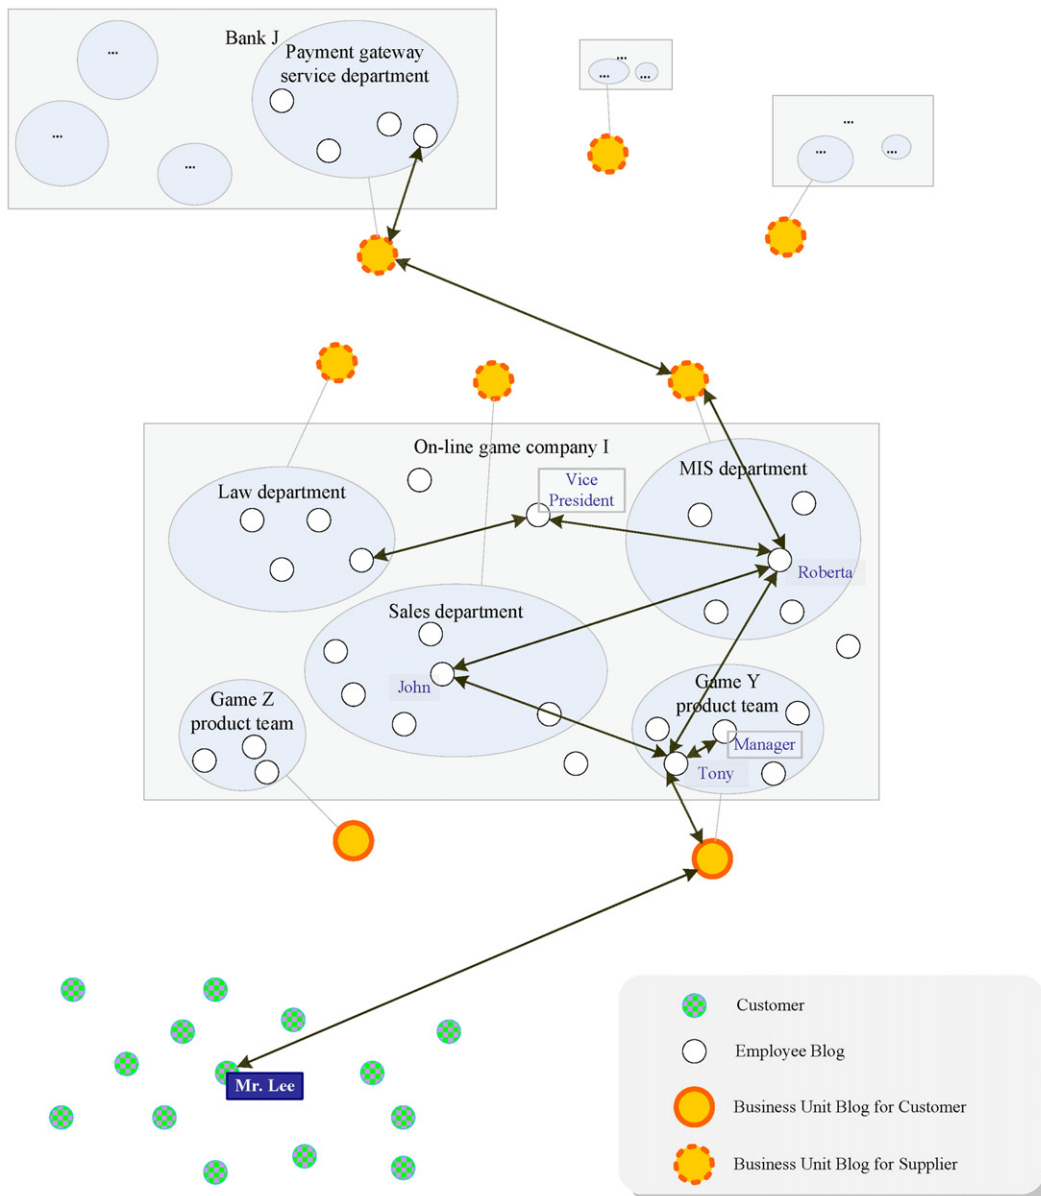 Bank J
Payment gateway
service department
...
...
...
...
...
...
...
...
...
On-line game company I
Vice
President
MIS department
Law department
Roberta
Sales department
John
Game Y
product team
Game Z
product team
Manager
Tony
Mr. Lee
Customer
Employee Blog
Business Unit Blog for Customer
Business Unit Blog for Supplier